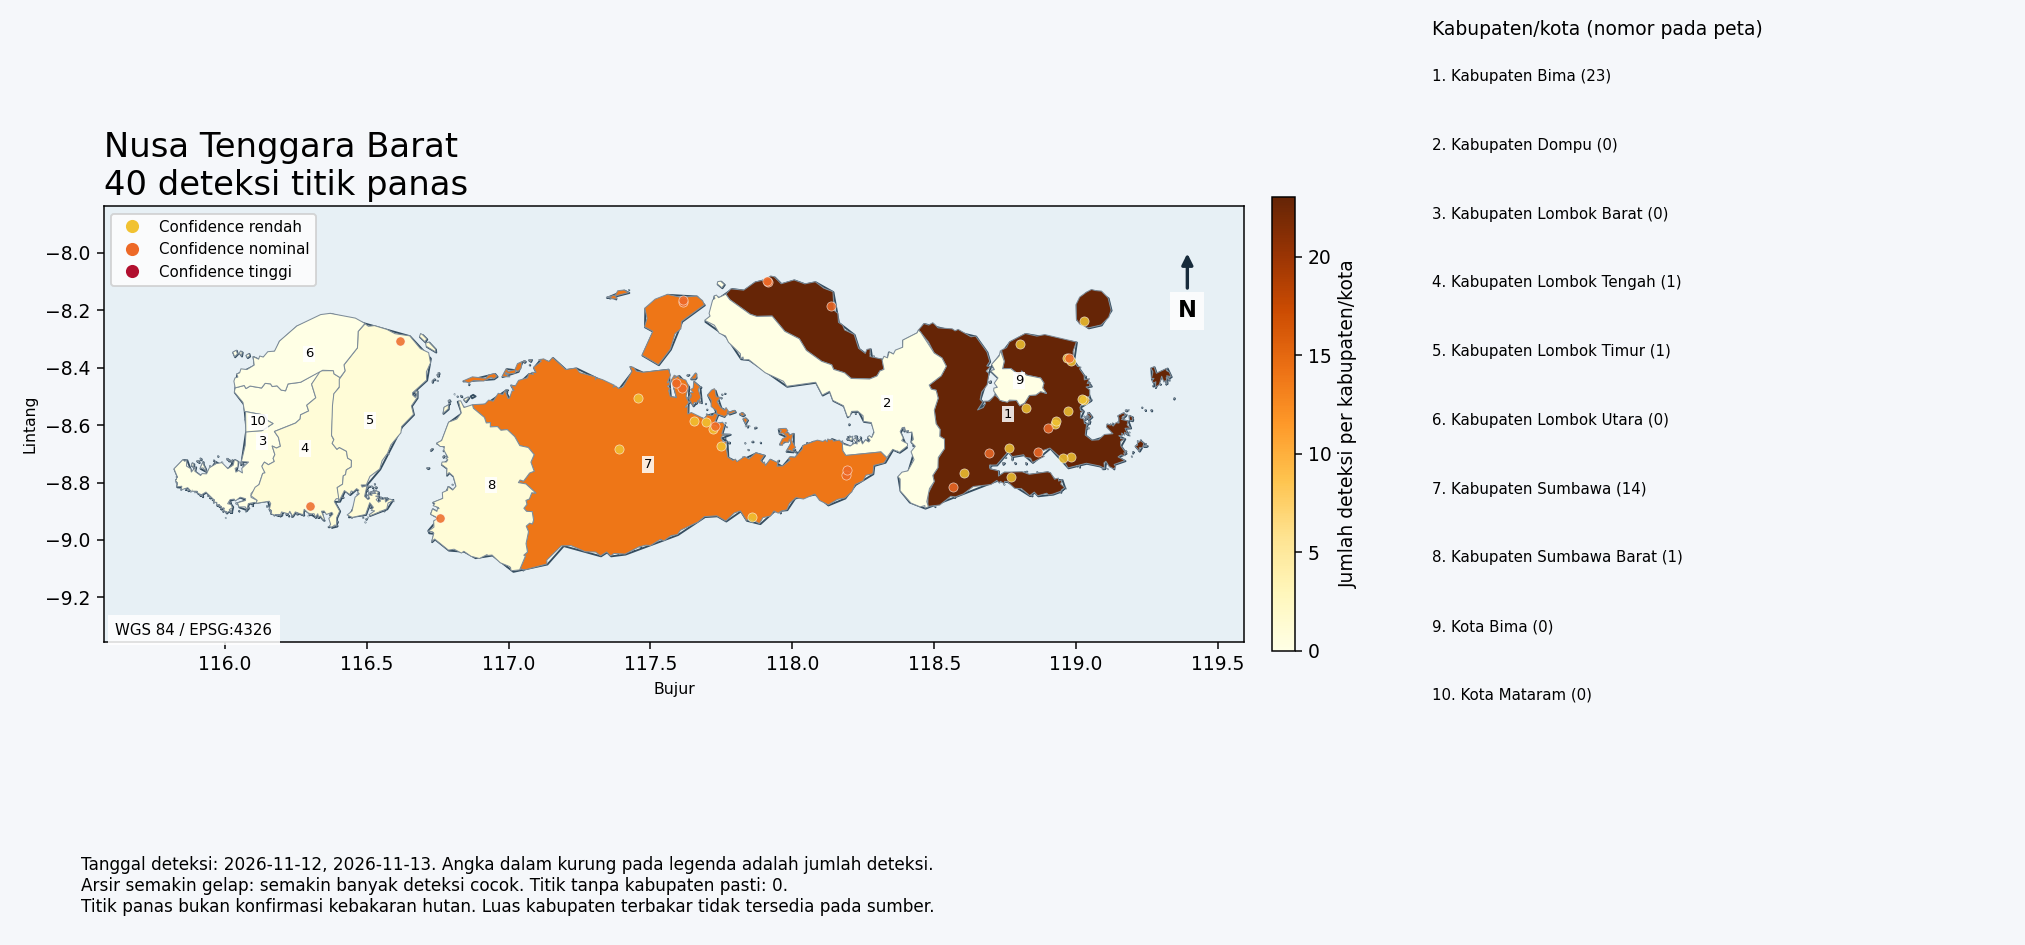 Kabupaten/kota (nomor pada peta)
1. Kabupaten Bima (23)
2. Kabupaten Dompu (0)
3. Kabupaten Lombok Barat (0)
4. Kabupaten Lombok Tengah (1)
5. Kabupaten Lombok Timur (1)
6. Kabupaten Lombok Utara (0)
7. Kabupaten Sumbawa (14)
8. Kabupaten Sumbawa Barat (1)
9. Kota Bima (0)
10. Kota Mataram (0)
Nusa Tenggara Barat
40 deteksi titik panas
Confidence rendah
Confidence nominal
Confidence tinggi
−8.0
−8.2
−8.4
−8.6
−8.8
−9.0
−9.2
Lintang
6
10
3
4
5
8
7
2
1
9
N
WGS 84 / EPSG:4326
116.0
116.5
117.0
117.5
118.0
118.5
119.0
119.5
Bujur
20
15
10
5
0
Jumlah deteksi per kabupaten/kota
Tanggal deteksi: 2026-11-12, 2026-11-13. Angka dalam kurung pada legenda adalah jumlah deteksi.
Arsir semakin gelap: semakin banyak deteksi cocok. Titik tanpa kabupaten pasti: 0.
Titik panas bukan konfirmasi kebakaran hutan. Luas kabupaten terbakar tidak tersedia pada sumber.